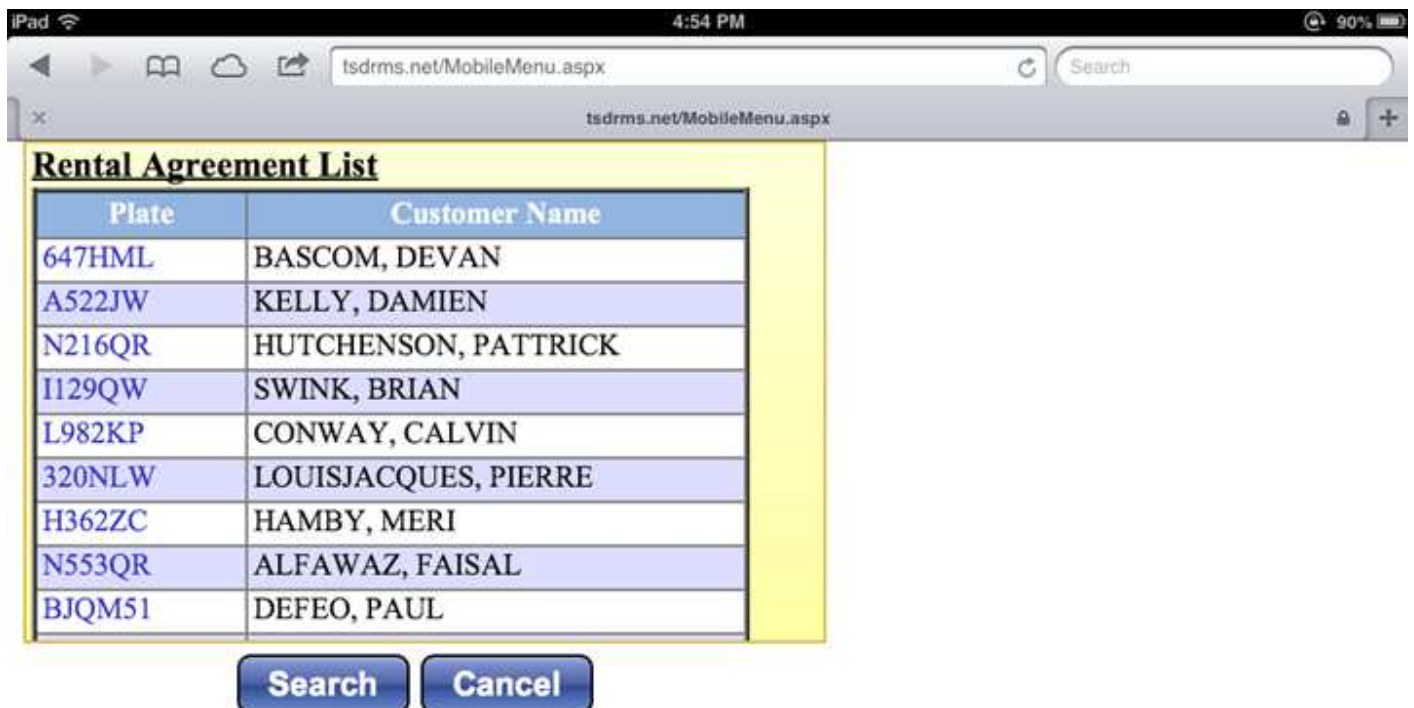 iPad 4:54 PM 90%
tsdrms.net/MobileMenu.aspx Search
tsdrms.net/MobileMenu.aspx
Rental Agreement List
Plate Customer Name
647HML BASCOM, DEVAN
A522JW KELLY, DAMIEN
N216QR HUTCHENSON, PATTRICK
I129QW SWINK, BRIAN
L982KP CONWAY, CALVIN
320NLW LOUISJACQUES, PIERRE
H362ZC HAMBY, MERI
N553QR ALFAWAZ, FAISAL
BJQM51 DEFEO, PAUL
Search Cancel